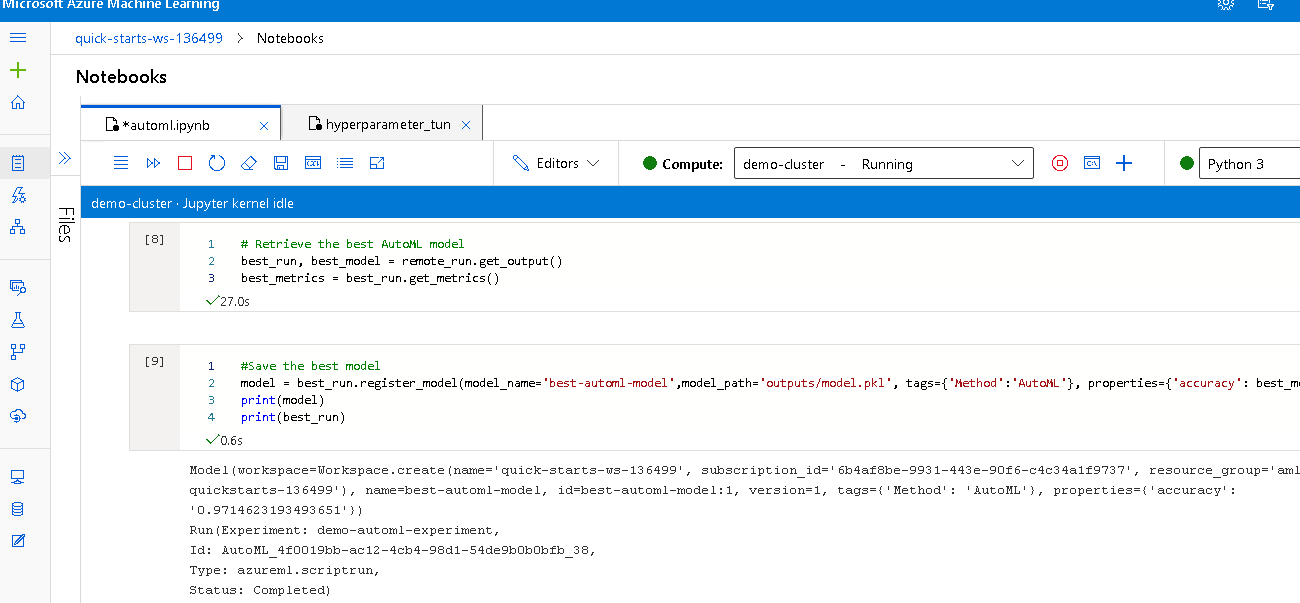 Microsoft Azure Machine Learning
quick-starts-ws-136499 > Notebooks
Notebooks
*automl.ipynb
hyperparameter_tun
Editors
Compute:
demo-cluster - Running
Python 3
Files
demo-cluster · Jupyter kernel idle
[8]
1 # Retrieve the best AutoML model
2 best_run, best_model = remote_run.get_output()
3 best_metrics = best_run.get_metrics()
27.0s
[9]
1 #Save the best model
2 model = best_run.register_model(model_name='best-automl-model',model_path='outputs/model.pkl', tags={'Method':'AutoML'}, properties={'accuracy': best_m
3 print(model)
4 print(best_run)
0.6s
Model(workspace=Workspace.create(name='quick-starts-ws-136499', subscription_id='6b4af8be-9931-443e-90f6-c4c34a1f9737', resource_group='aml
quickstarts-136499'), name=best-automl-model, id=best-automl-model:1, version=1, tags={'Method': 'AutoML'}, properties={'accuracy':
'0.9714623193493651'})
Run(Experiment: demo-automl-experiment,
Id: AutoML_4f0019bb-ac12-4cb4-98d1-54de9b0b0bfb_38,
Type: azureml.scriptrun,
Status: Completed)